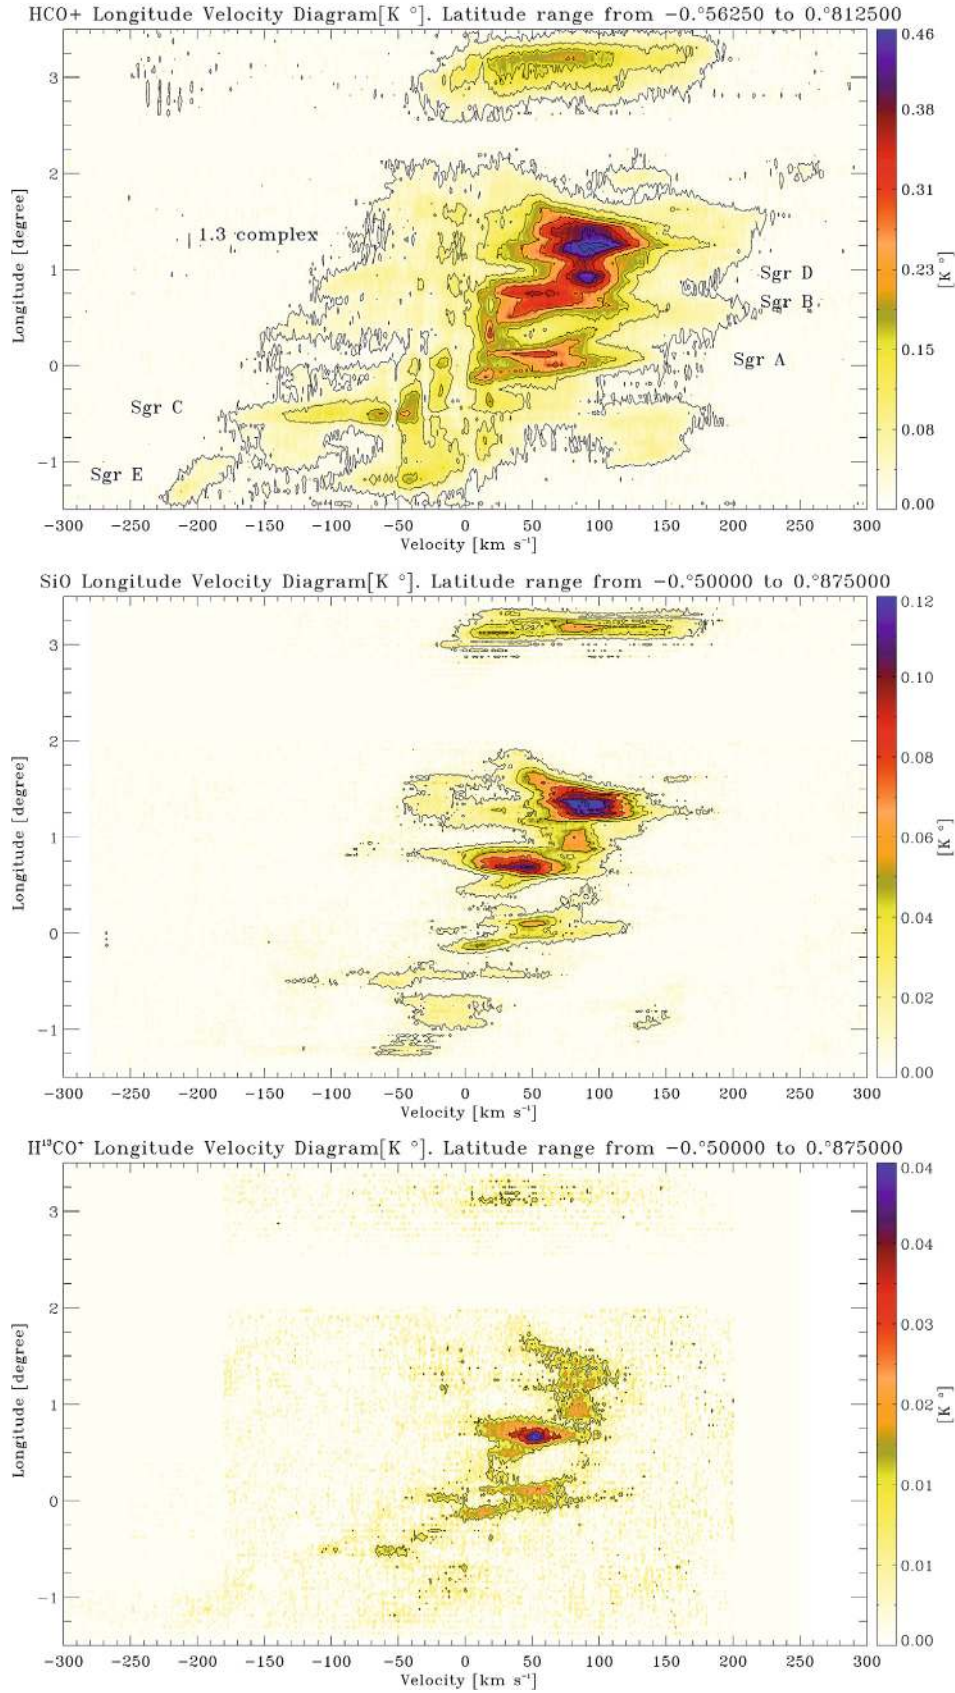 HCO+ Longitude Velocity Diagram[K °]. Latitude range from −0.°56250 to 0.°812500
3
2
1
0
−1
Longitude [degree]
1.3 complex
Sgr D
Sgr B
Sgr A
Sgr C
Sgr E
−300 −250 −200 −150 −100 −50 0 50 100 150 200 250 300
Velocity [km s⁻¹]
0.46
0.38
0.31
0.23
0.15
0.08
0.00
[K °]
SiO Longitude Velocity Diagram[K °]. Latitude range from −0.°50000 to 0.°875000
3
2
1
0
−1
Longitude [degree]
−300 −250 −200 −150 −100 −50 0 50 100 150 200 250 300
Velocity [km s⁻¹]
0.12
0.10
0.08
0.06
0.04
0.02
0.00
[K °]
H¹³CO⁺ Longitude Velocity Diagram[K °]. Latitude range from −0.°50000 to 0.°875000
3
2
1
0
−1
Longitude [degree]
−300 −250 −200 −150 −100 −50 0 50 100 150 200 250 300
Velocity [km s⁻¹]
0.04
0.04
0.03
0.02
0.01
0.01
0.00
[K °]